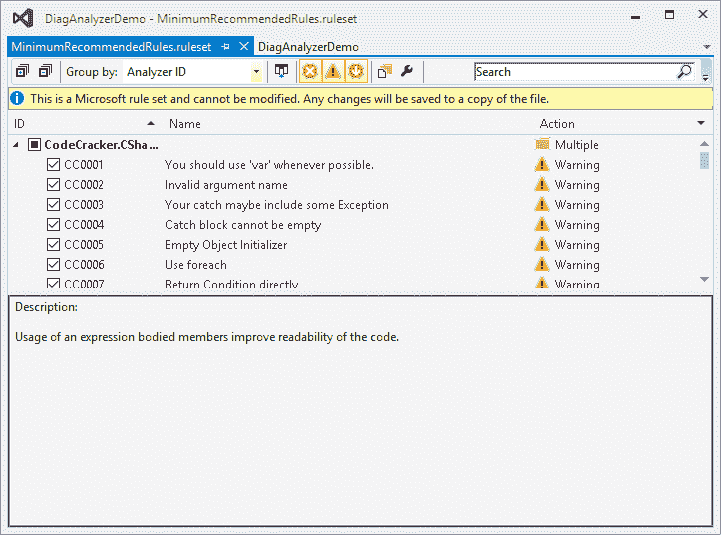 DiagAnalyzerDemo - MinimumRecommendedRules.ruleset
MinimumRecommendedRules.ruleset DiagAnalyzerDemo
Group by: Analyzer ID Search
This is a Microsoft rule set and cannot be modified. Any changes will be saved to a copy of the file.
ID Name Action
CodeCracker.CSha... Multiple
CC0001 You should use 'var' whenever possible. Warning
CC0002 Invalid argument name Warning
CC0003 Your catch maybe include some Exception Warning
CC0004 Catch block cannot be empty Warning
CC0005 Empty Object Initializer Warning
CC0006 Use foreach Warning
CC0007 Return Condition directly Warning
Description:
Usage of an expression bodied members improve readability of the code.